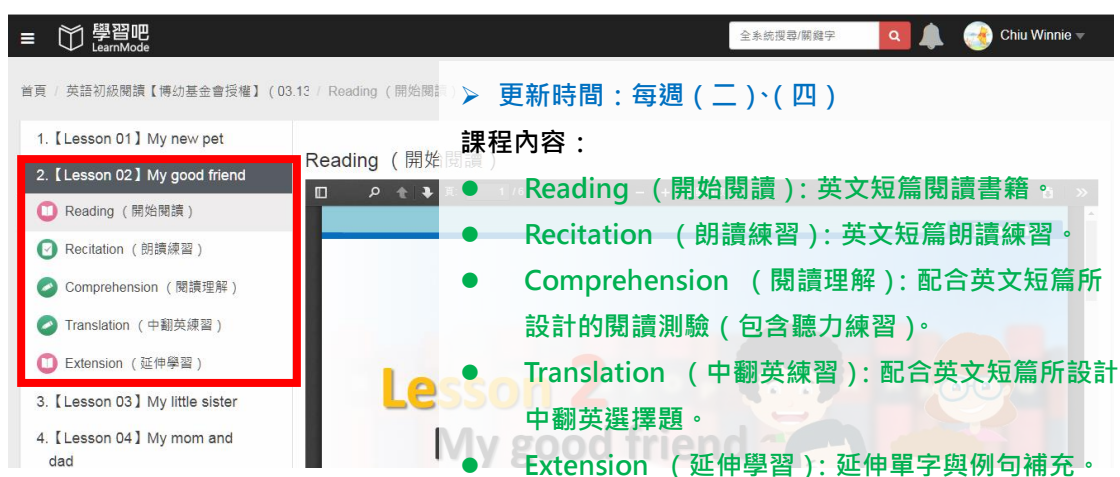 學習吧
LearnMode
全系統搜尋/關鍵字
Chiu Winnie
首頁 / 英語初級閱讀【博幼基金會授權】(03.13 / Reading (開始閱讀)
➢ 更新時間：每週(二)、(四)
課程內容：
1.【Lesson 01】My new pet
2.【Lesson 02】My good friend
Reading (開始閱讀)
Recitation (朗讀練習)
Comprehension (閱讀理解)
Translation (中翻英練習)
Extension (延伸學習)
3.【Lesson 03】My little sister
4.【Lesson 04】My mom and
dad
Reading (開始閱讀)
● Reading (開始閱讀)：英文短篇閱讀書籍。
● Recitation (朗讀練習)：英文短篇朗讀練習。
● Comprehension (閱讀理解)：配合英文短篇所
設計的閱讀測驗(包含聽力練習)。
● Translation (中翻英練習)：配合英文短篇所設計
中翻英選擇題。
● Extension (延伸學習)：延伸單字與例句補充。
Lesson 2
My good friend